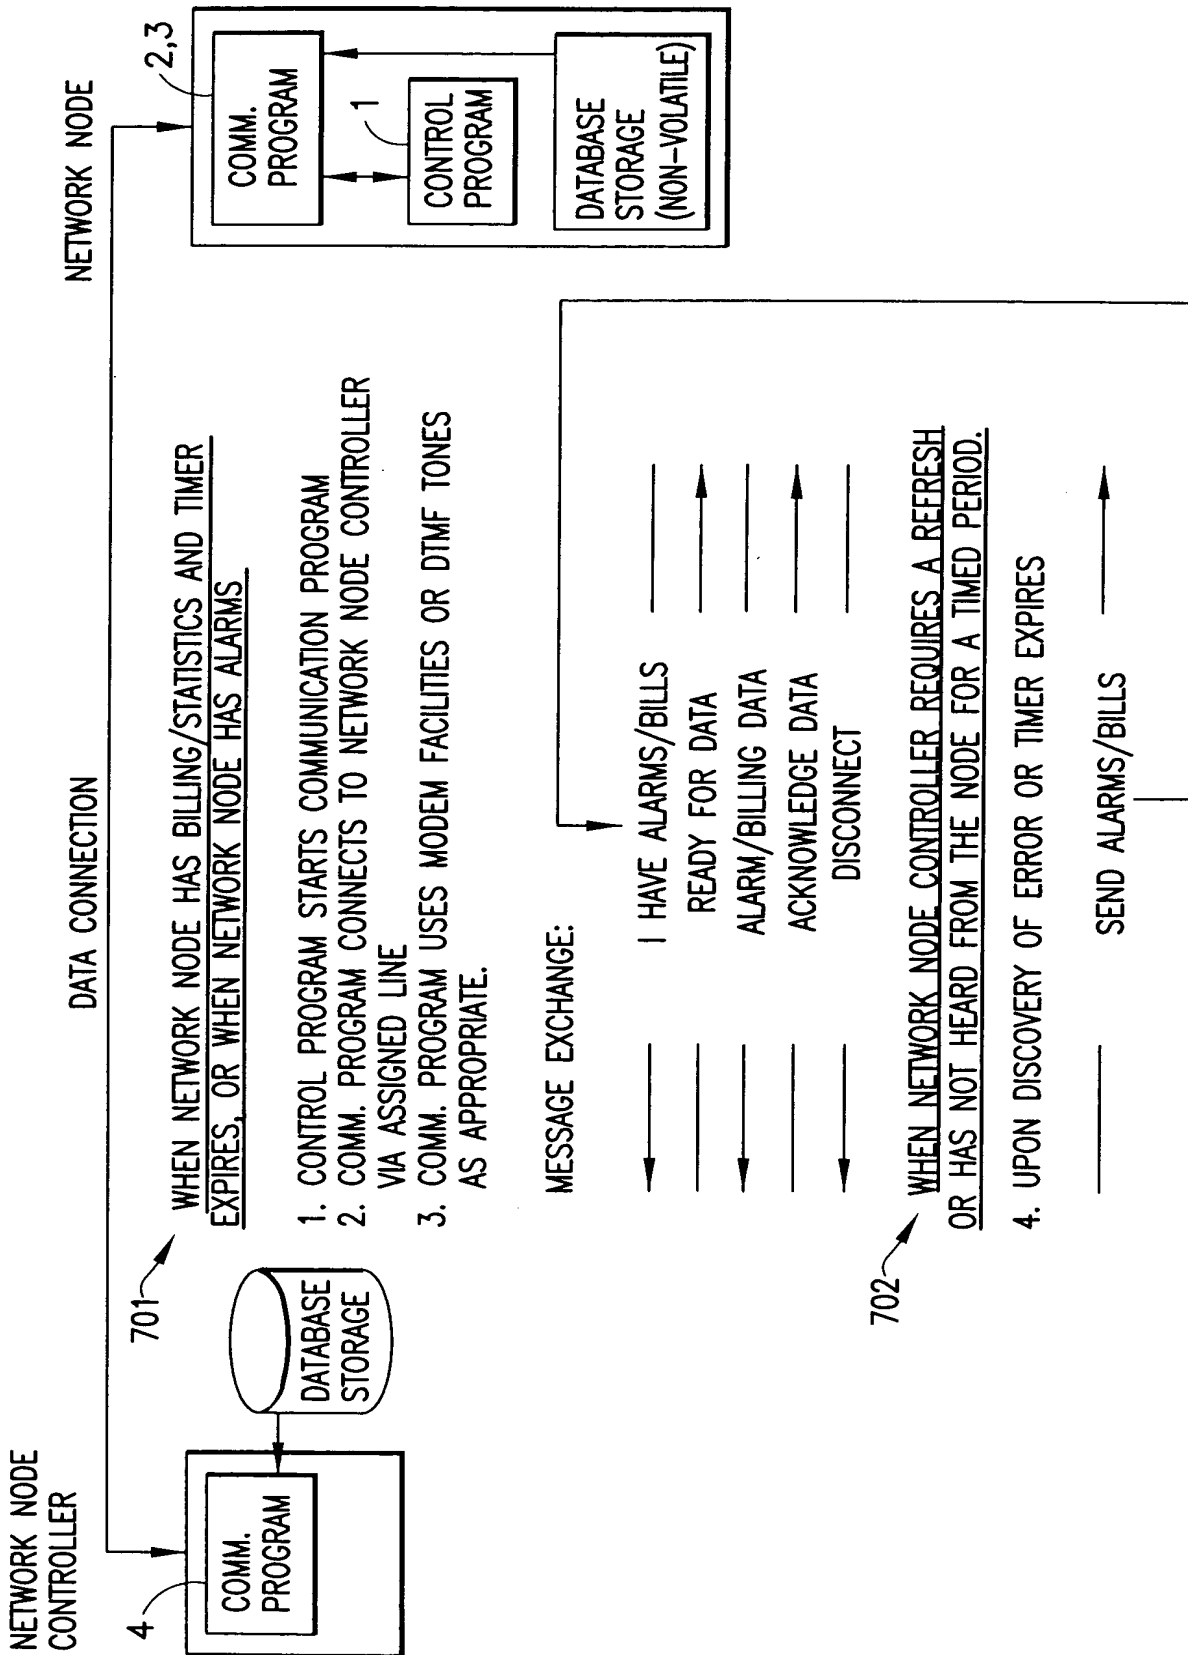 NETWORK NODE
CONTROLLER
DATA CONNECTION
NETWORK NODE
4
COMM.
PROGRAM
DATABASE
STORAGE
2,3
COMM.
PROGRAM
1
CONTROL
PROGRAM
DATABASE
STORAGE
(NON-VOLATILE)
701
WHEN NETWORK NODE HAS BILLING/STATISTICS AND TIMER
EXPIRES, OR WHEN NETWORK NODE HAS ALARMS
1. CONTROL PROGRAM STARTS COMMUNICATION PROGRAM
2. COMM. PROGRAM CONNECTS TO NETWORK NODE CONTROLLER
VIA ASSIGNED LINE
3. COMM. PROGRAM USES MODEM FACILITIES OR DTMF TONES
AS APPROPRIATE.
MESSAGE EXCHANGE:
I HAVE ALARMS/BILLS
READY FOR DATA
ALARM/BILLING DATA
ACKNOWLEDGE DATA
DISCONNECT
702
WHEN NETWORK NODE CONTROLLER REQUIRES A REFRESH
OR HAS NOT HEARD FROM THE NODE FOR A TIMED PERIOD.
4. UPON DISCOVERY OF ERROR OR TIMER EXPIRES
SEND ALARMS/BILLS